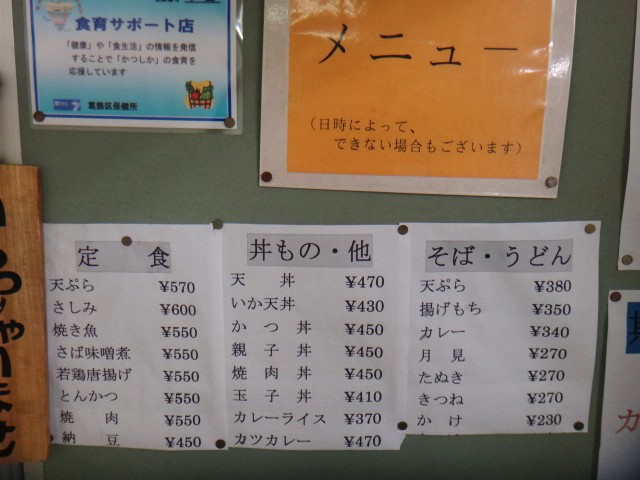 食育サポート店
「健康」や「食生活」の情報を発信
することで「かつしか」の食育を
応援しています
葛飾区保健所
メニュー
(日時によって、
できない場合もございます)
いらっしゃいませ
定 食
天ぷら ¥570
さしみ ¥600
焼き魚 ¥550
さば味噌煮 ¥550
若鶏唐揚げ ¥550
とんかつ ¥550
焼 肉 ¥550
納 豆 ¥450
丼もの・他
天 丼 ¥470
いか天丼 ¥430
かつ丼 ¥450
親子丼 ¥450
焼肉丼 ¥450
玉子丼 ¥410
カレーライス ¥370
カツカレー ¥470
そば・うどん
天ぷら ¥380
揚げもち ¥350
カレー ¥340
月見 ¥270
たぬき ¥270
きつね ¥270
かけ ¥230
カ